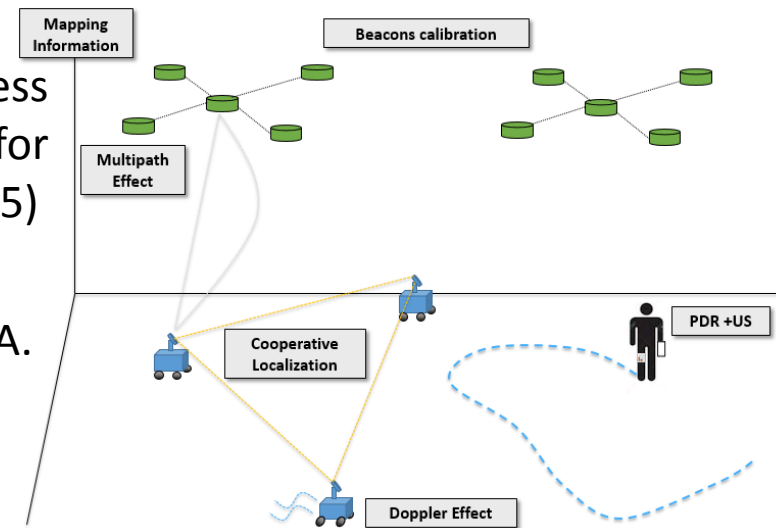 Mapping
Information
Beacons calibration
ess
for
5)
A.
Multipath
Effect
Cooperative
Localization
PDR +US
Doppler Effect